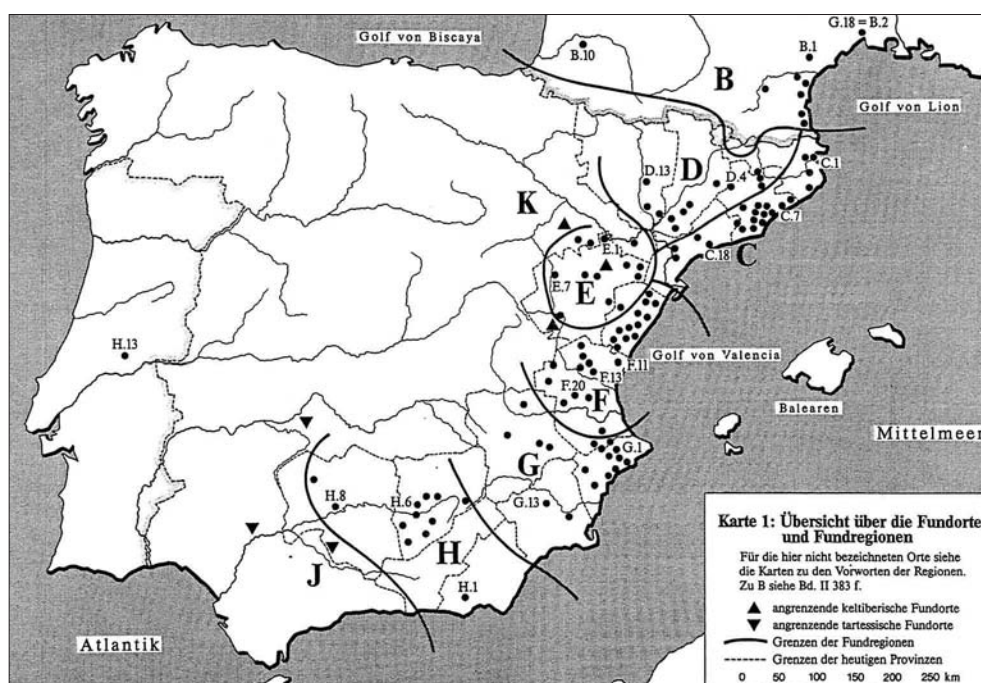 G.18 = B.2
Golf von Biscaya
B.10
B.1
B
Golf von Lion
D.13
D
D.4
C.1
K
C.7
E.1
C.18
C
E.7
E
H.13
Golf von Valencia
F.11
F.13
F.20
F
Balearen
Mittelmeer
G.1
G
H.8
H.6
G.13
H
J
H.1
Atlantik
Karte 1: Übersicht über die Fundorte
und Fundregionen
Für die hier nicht bezeichneten Orte siehe
die Karten zu den Vorworten der Regionen.
Zu B siehe Bd. II 383 f.
angrenzende keltiberische Fundorte
angrenzende tartessische Fundorte
Grenzen der Fundregionen
Grenzen der heutigen Provinzen
0 50 100 150 200 250 km